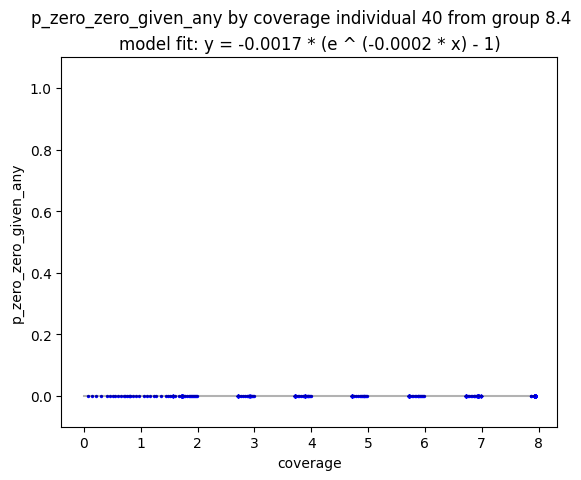 p_zero_zero_given_any by coverage individual 40 from group 8.4
model fit: y = -0.0017 * (e ^ (-0.0002 * x) - 1)
1.0
0.8
0.6
0.4
0.2
0.0
p_zero_zero_given_any
0 1 2 3 4 5 6 7 8
coverage